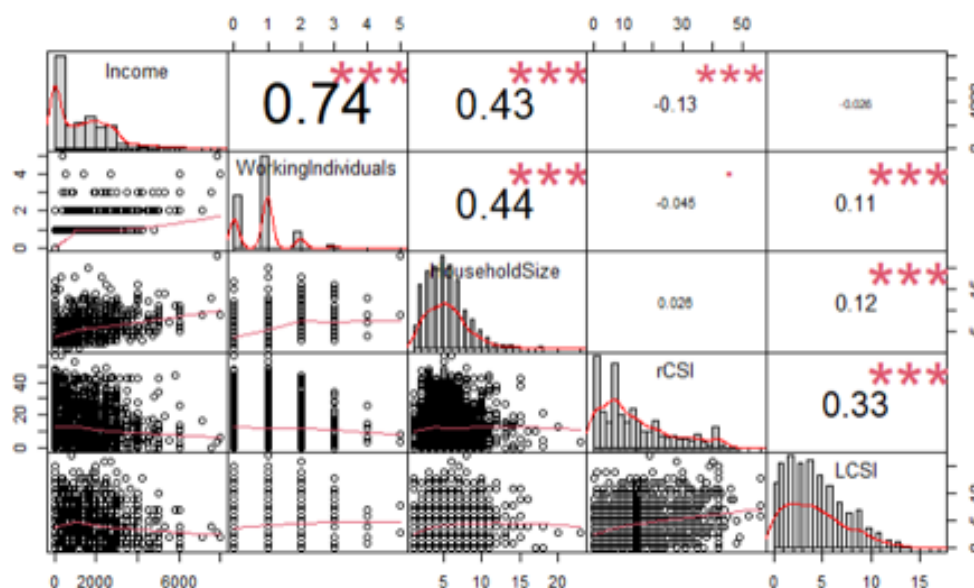 0 1 2 3 4 5 0 10 30 50
Income
0.74 ***
0.43 ***
-0.13 ***
-0.026
0 2 4
WorkingIndividuals
0.44 ***
-0.045
0.11 ***
HouseholdSize
0.026
0.12 ***
0 20 40
rCSI
0.33 ***
LCSI
0 2000 6000 5 10 15 20 0 5 10 15